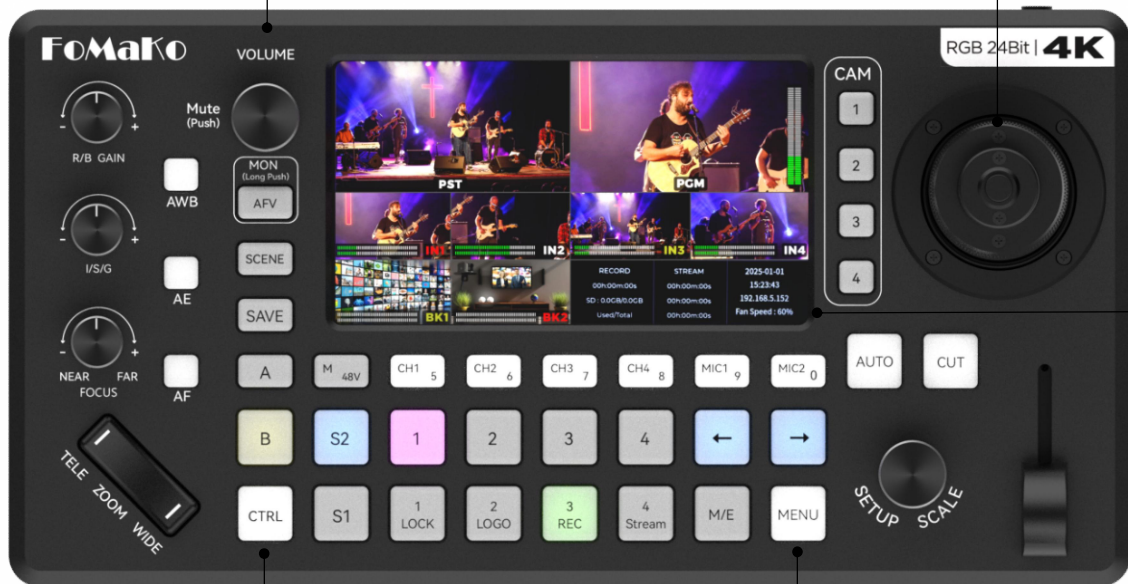 FoMaKo
RGB 24Bit | 4K
VOLUME
Mute
(Push)
R/B GAIN
- +
AWB
MON
(Long Push)
AFV
I/S/G
- +
AE
SCENE
SAVE
NEAR FAR
FOCUS
- +
AF
TELE ZOOM WIDE
PST
PGM
IN1
IN2
IN3
IN4
BK1
BK2
RECORD
00h:00m:00s
SD : 0.0GB/0.0GB
Used/Total
STREAM
00h:00m:00s
00h:00m:00s
00h:00m:00s
2025-01-01
15:23:43
192.168.5.152
Fan Speed : 60%
CAM
1
2
3
4
A
M 48V
CH1 5
CH2 6
CH3 7
CH4 8
MIC1 9
MIC2 0
AUTO
CUT
B
S2
1
2
3
4
←
→
CTRL
S1
1
LOCK
2
LOGO
3
REC
4
Stream
M/E
MENU
SETUP SCALE